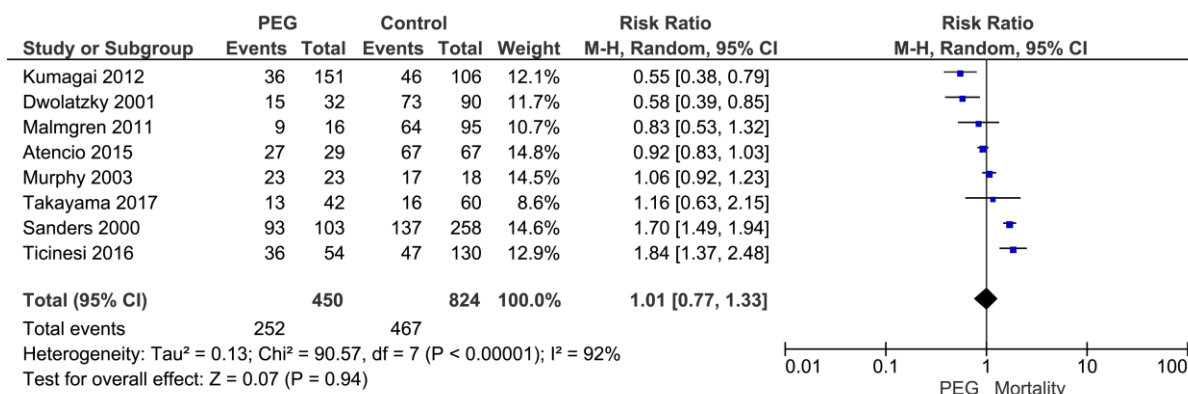 PEG Control Risk Ratio Risk Ratio
Study or Subgroup Events Total Events Total Weight M-H, Random, 95% CI M-H, Random, 95% CI
Kumagai 2012 36 151 46 106 12.1% 0.55 [0.38, 0.79]
Dwolatzky 2001 15 32 73 90 11.7% 0.58 [0.39, 0.85]
Malmgren 2011 9 16 64 95 10.7% 0.83 [0.53, 1.32]
Atencio 2015 27 29 67 67 14.8% 0.92 [0.83, 1.03]
Murphy 2003 23 23 17 18 14.5% 1.06 [0.92, 1.23]
Takayama 2017 13 42 16 60 8.6% 1.16 [0.63, 2.15]
Sanders 2000 93 103 137 258 14.6% 1.70 [1.49, 1.94]
Ticinesi 2016 36 54 47 130 12.9% 1.84 [1.37, 2.48]
Total (95% CI) 450 824 100.0% 1.01 [0.77, 1.33]
Total events 252 467
Heterogeneity: Tau² = 0.13; Chi² = 90.57, df = 7 (P < 0.00001); I² = 92%
Test for overall effect: Z = 0.07 (P = 0.94)
0.01 0.1 1 10 100
PEG Mortality